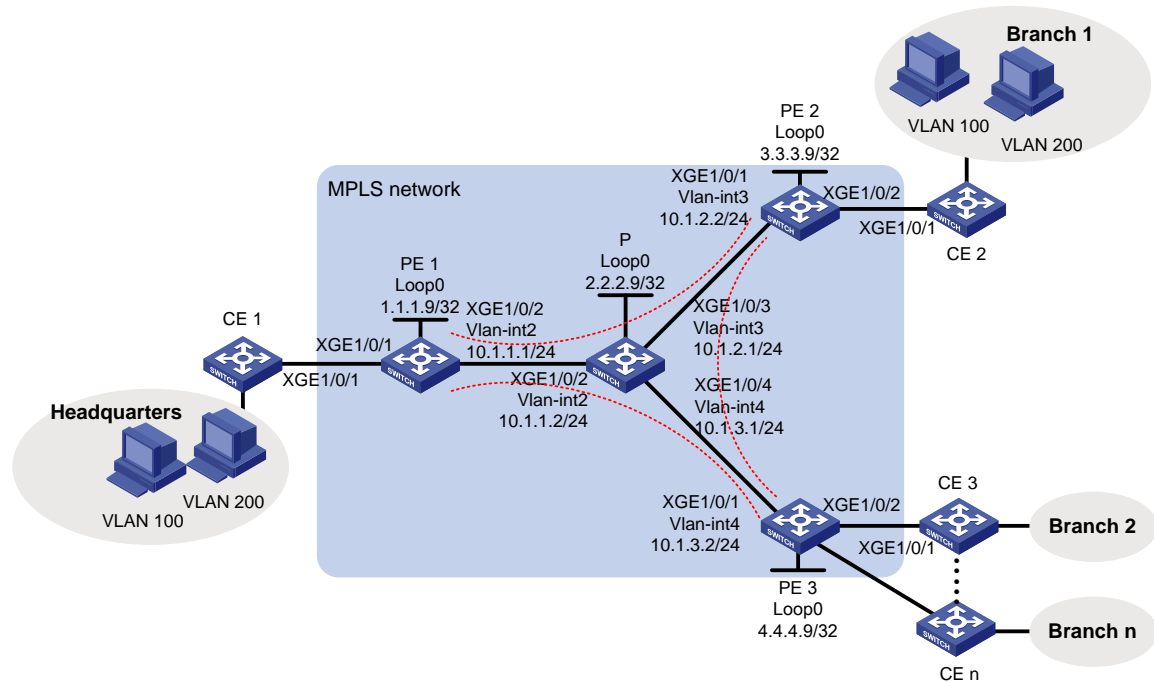 Branch 1
VLAN 100
VLAN 200
PE 2
Loop0
3.3.3.9/32
MPLS network
XGE1/0/1
Vlan-int3
10.1.2.2/24
SWITCH
XGE1/0/2
XGE1/0/1
SWITCH
CE 2
P
Loop0
2.2.2.9/32
PE 1
Loop0
1.1.1.9/32
XGE1/0/2
Vlan-int2
10.1.1.1/24
XGE1/0/3
Vlan-int3
10.1.2.1/24
CE 1
SWITCH
XGE1/0/1
XGE1/0/1
SWITCH
SWITCH
XGE1/0/2
Vlan-int2
10.1.1.2/24
XGE1/0/4
Vlan-int4
10.1.3.1/24
Headquarters
VLAN 100
VLAN 200
XGE1/0/1
Vlan-int4
10.1.3.2/24
SWITCH
XGE1/0/2
XGE1/0/1
CE 3
SWITCH
Branch 2
PE 3
Loop0
4.4.4.9/32
SWITCH
CE n
Branch n